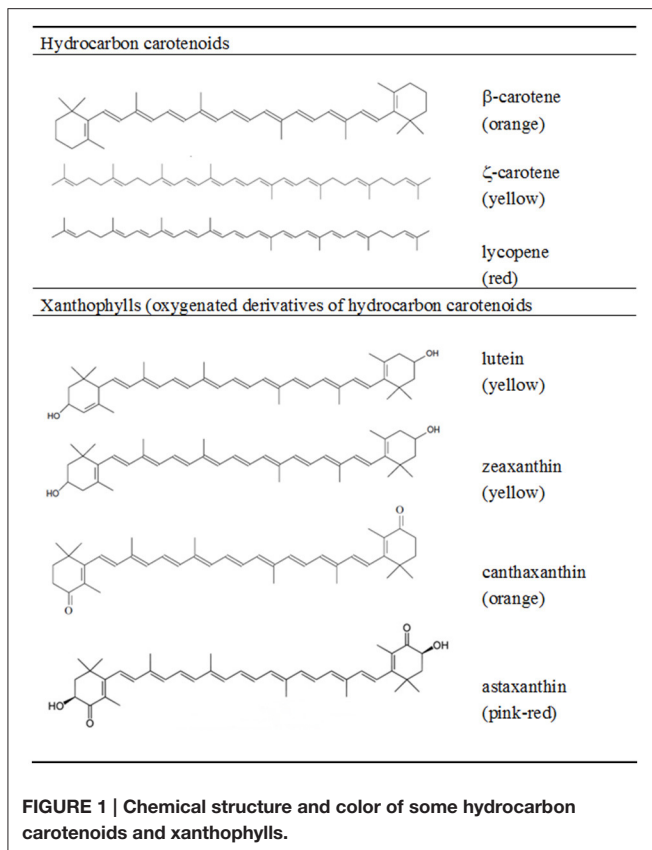 Hydrocarbon carotenoids
β-carotene
(orange)
ζ-carotene
(yellow)
lycopene
(red)
Xanthophylls (oxygenated derivatives of hydrocarbon carotenoids
OH
lutein
(yellow)
HO
OH
zeaxanthin
(yellow)
HO
O
canthaxanthin
(orange)
O
O
OH
astaxanthin
(pink-red)
HO
O
FIGURE 1 | Chemical structure and color of some hydrocarbon
carotenoids and xanthophylls.